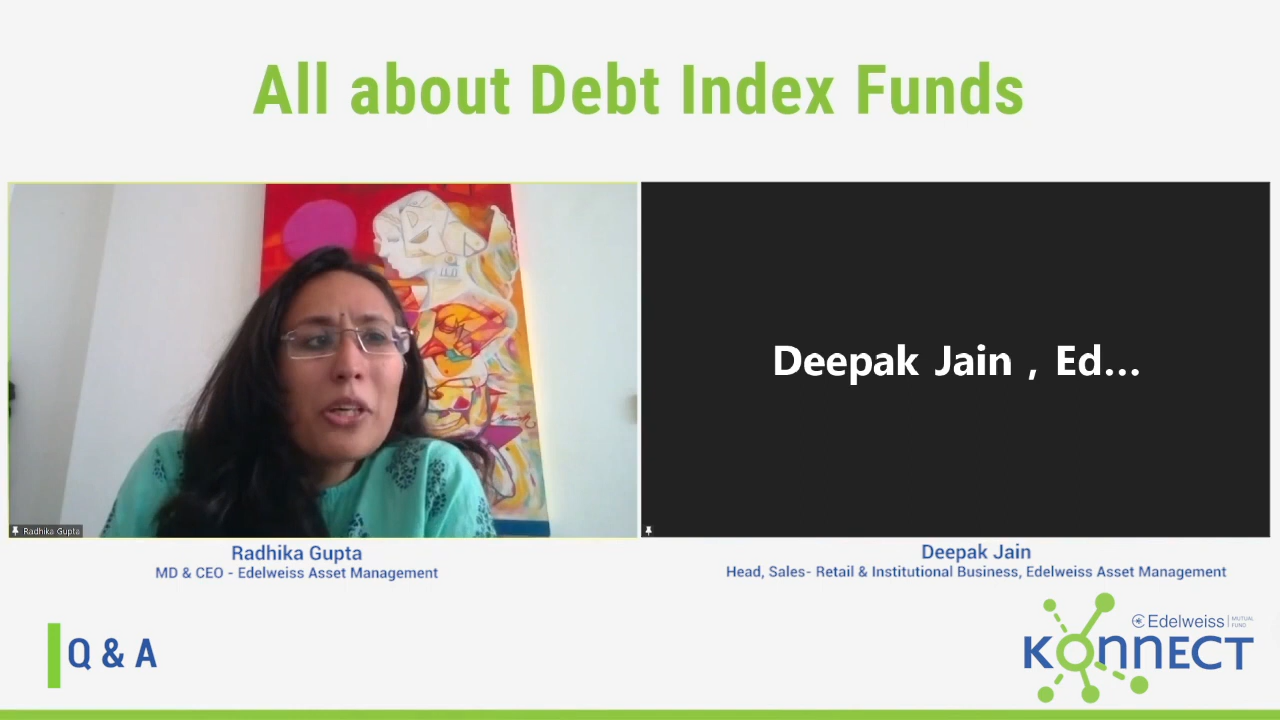 All about Debt Index Funds
Deepak Jain , Ed...
Radhika Gupta
Radhika Gupta
MD & CEO - Edelweiss Asset Management
Deepak Jain
Head, Sales- Retail & Institutional Business, Edelweiss Asset Management
Q & A
Edelweiss | MUTUAL FUND
KONNECT